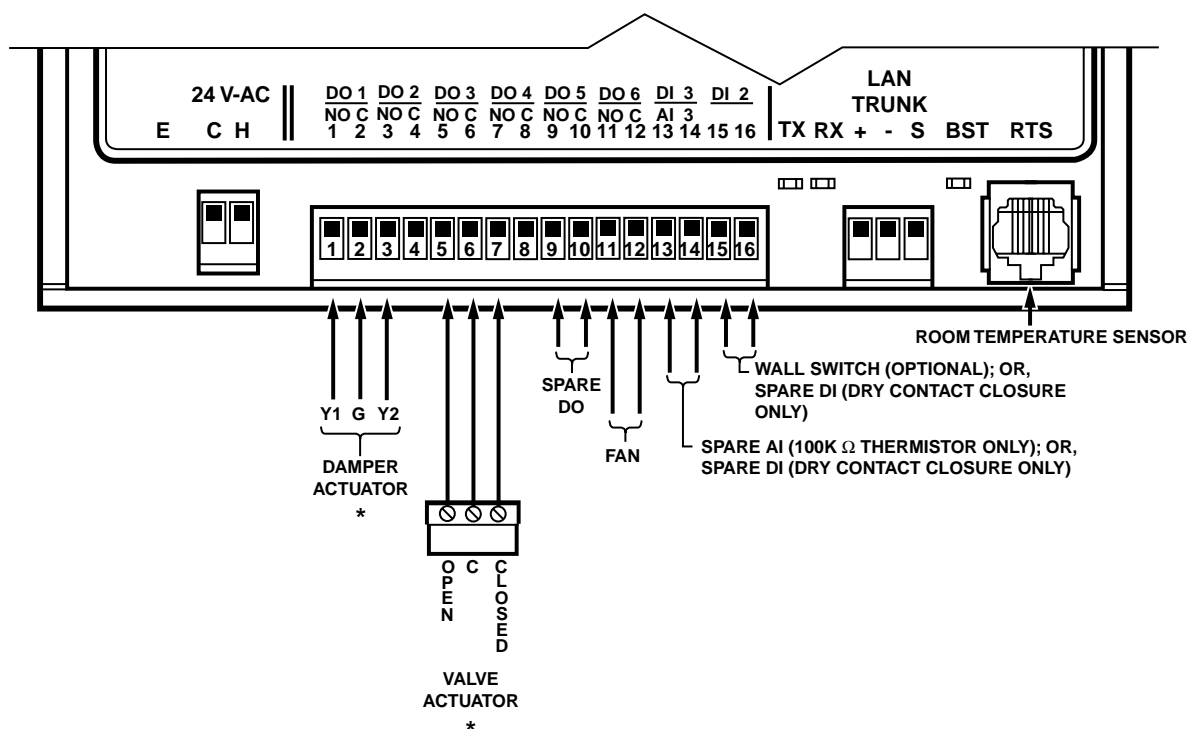 24 V-AC
E C H
DO 1 DO 2 DO 3 DO 4 DO 5 DO 6 DI 3 DI 2
NO C NO C NO C NO C NO C NO C AI 3
1 2 3 4 5 6 7 8 9 10 11 12 13 14 15 16
LAN
TRUNK
TX RX + - S BST RTS
1 2 3 4 5 6 7 8 9 10 11 12 13 14 15 16
ROOM TEMPERATURE SENSOR
WALL SWITCH (OPTIONAL); OR,
SPARE DI (DRY CONTACT CLOSURE
ONLY)
SPARE
DO
SPARE AI (100K Ω THERMISTOR ONLY); OR,
SPARE DI (DRY CONTACT CLOSURE ONLY)
FAN
Y1 G Y2
DAMPER
ACTUATOR
*
OPEN C CLOSED
VALVE
ACTUATOR
*